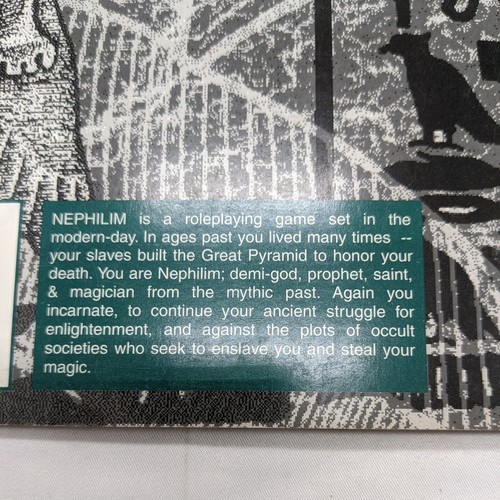 NEPHILIM is a roleplaying game set in the
modern-day. In ages past you lived many times --
your slaves built the Great Pyramid to honor your
death. You are Nephilim; demi-god, prophet, saint,
& magician from the mythic past. Again you
incarnate, to continue your ancient struggle for
enlightenment, and against the plots of occult
societies who seek to enslave you and steal your
magic.